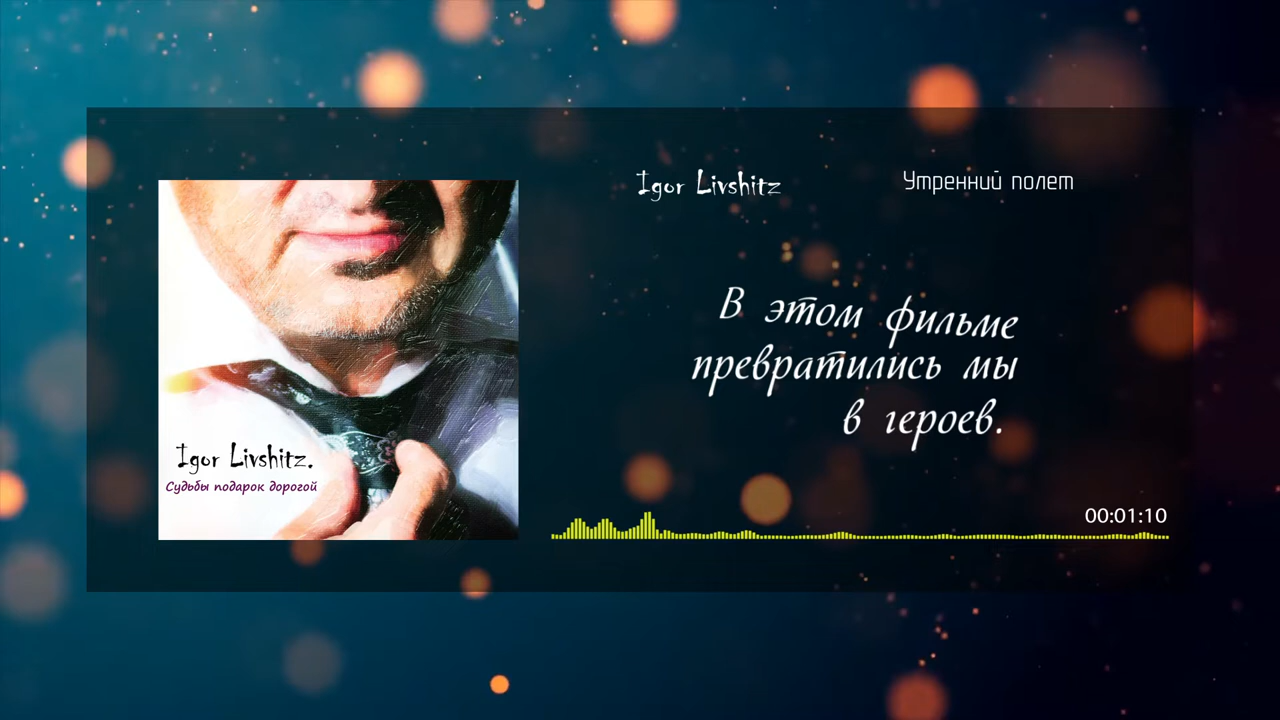 Igor Livshitz
Утренний полет
В этом фильме
превратились мы
в героев.
Igor Livshitz.
Судьбы подарок дорогой
00:01:10